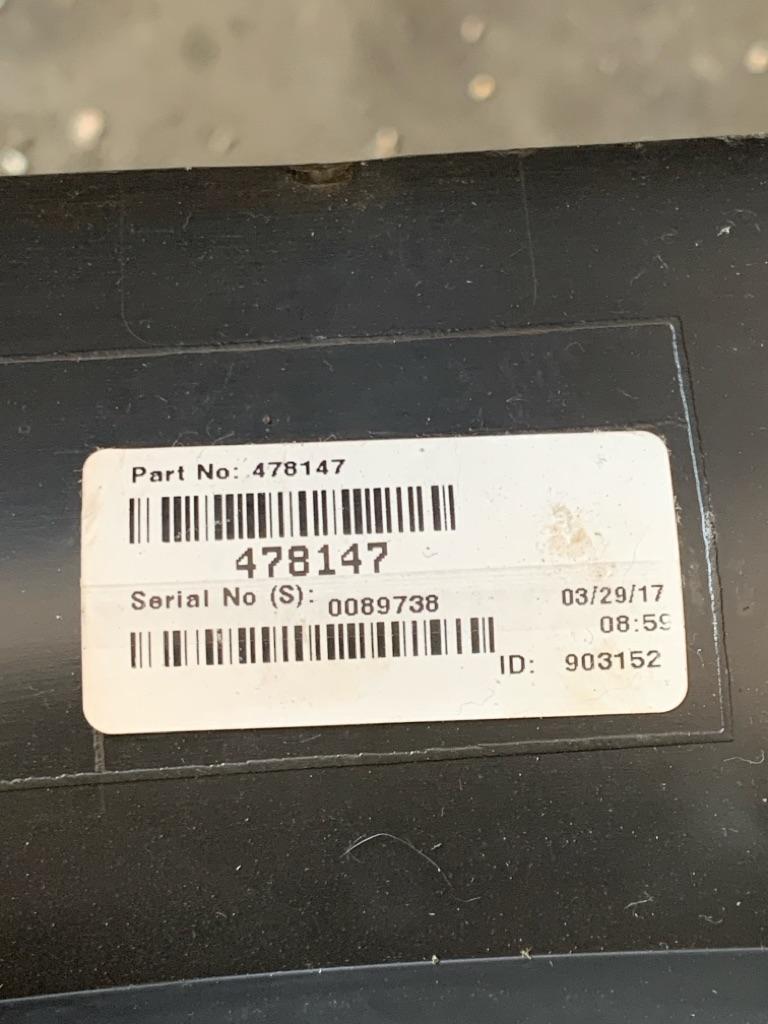 Part No: 478147
478147
Serial No (S): 0089738
03/29/17
08:59
ID: 903152